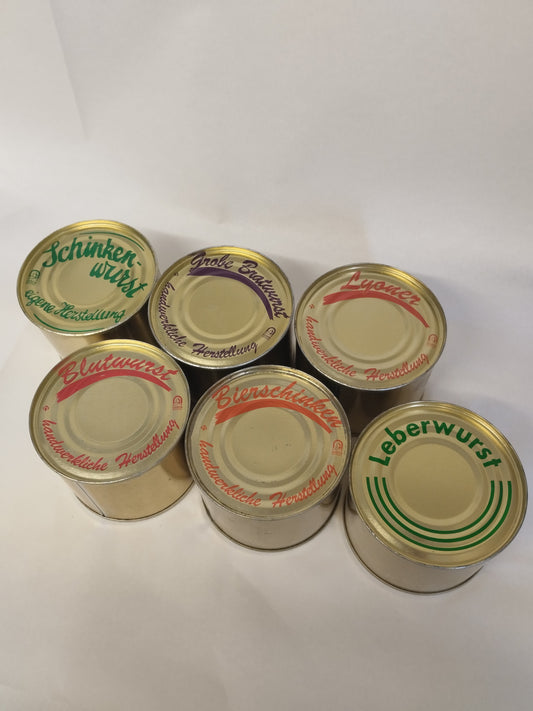 Schinken-
wurst
eigene Herstellung
Grobe Bratwurst
handwerkliche Herstellung
Lyoner
handwerkliche Herstellung
Blutwurst
handwerkliche Herstellung
Bierschinken
handwerkliche Herstellung
Leberwurst